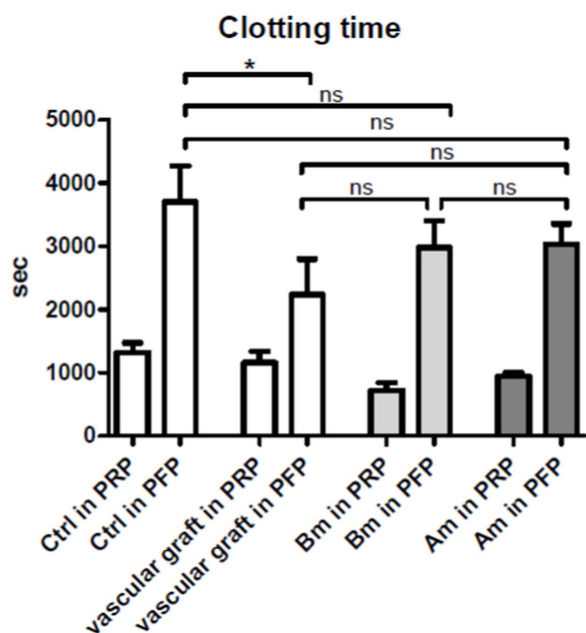 Clotting time
*
ns
ns
ns
ns
ns
5000
4000
3000
2000
1000
0
sec
Ctrl in PRP
Ctrl in PFP
vascular graft in PRP
vascular graft in PFP
Bm in PRP
Bm in PFP
Am in PRP
Am in PFP